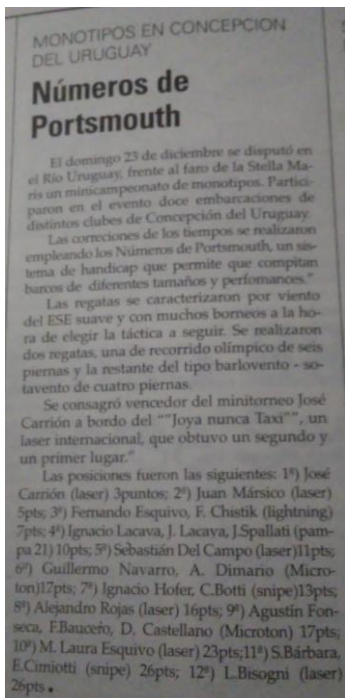 MONOTIPOS EN CONCEPCION
DEL URUGUAY
Números de
Portsmouth
El domingo 23 de diciembre se disputó en
el Río Uruguay, frente al faro de la Stella Ma-
ris un minicampeonato de monotipos. Partici-
paron en el evento doce embarcaciones de
distintos clubes de Concepción del Uruguay.
Las correciones de los tiempos se realizaron
empleando los Números de Portsmouth, un sis-
tema de handicap que permite que compitan
barcos de diferentes tamaños y perfomances."
Las regatas se caracterizaron por viento
del ESE suave y con muchos borneos a la ho-
ra de elegir la táctica a seguir. Se realizaron
dos regatas, una de recorrido olímpico de seis
piernas y la restante del tipo barlovento - so-
tavento de cuatro piernas.
Se consagró vencedor del minitorneo José
Carrión a bordo del ""Joya nunca Taxi"", un
laser internacional, que obtuvo un segundo y
un primer lugar."
Las posiciones fueron las siguientes: 1º) José
Carrión (laser) 3puntos; 2º) Juan Mársico (laser)
5pts; 3º) Fernando Esquivo, F. Chistik (lightning)
7pts; 4º) Ignacio Lacava, J. Lacava, J.Spallati (pam-
pa 21) 10pts; 5º) Sebastián Del Campo (laser)11pts;
6º) Guillermo Navarro, A. Dimario (Micro-
ton)17pts; 7º) Ignacio Hofer, C.Botti (snipe)13pts;
8º) Alejandro Rojas (laser) 16pts; 9º) Agustín Fon-
seca, F.Baucero, D. Castellano (Microton) 17pts;
10º) M. Laura Esquivo (laser) 23pts;11º) S.Bárbara,
E.Cimiotti (snipe) 26pts; 12º) L.Bisogni (laser)
26pts.